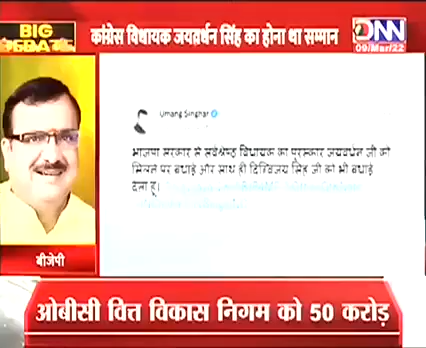 BIG
UPDATE
कांग्रेस विधायक जयवर्धन सिंह का होना था सम्मान
DNN
09/Mar/22
Umang Singhar
भाजपा सरकार से सर्वश्रेष्ठ विधायक का पुरस्कार जयवर्धन जी को
मिलने पर बधाई और साथ ही दिग्विजय सिंह जी को भी बधाई
देता हूं।
बीजेपी
ओबीसी वित्त विकास निगम को 50 करोड़